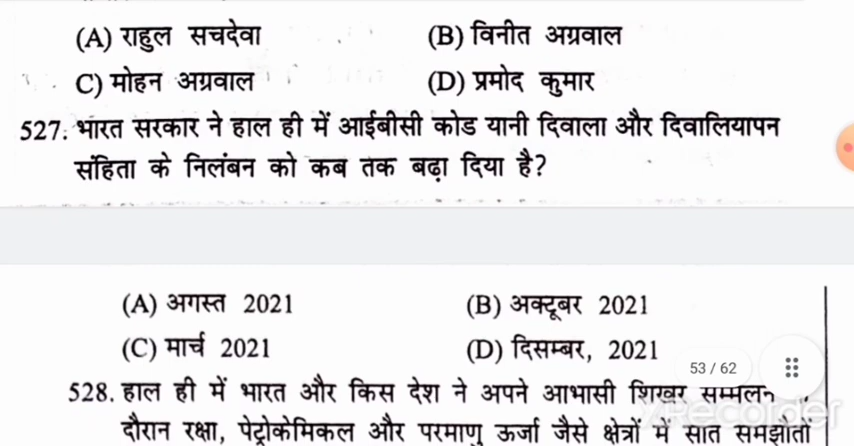 (A) राहुल सचदेवा (B) विनीत अग्रवाल
C) मोहन अग्रवाल (D) प्रमोद कुमार
527. भारत सरकार ने हाल ही में आईबीसी कोड यानी दिवाला और दिवालियापन
संहिता के निलंबन को कब तक बढ़ा दिया है?
(A) अगस्त 2021 (B) अक्टूबर 2021
(C) मार्च 2021 (D) दिसम्बर, 2021
53 / 62
528. हाल ही में भारत और किस देश ने अपने आभासी शिखर सम्मलन
दौरान रक्षा, पेट्रोकेमिकल और परमाणु ऊर्जा जैसे क्षेत्रों में सात समझौतों
XRecorder